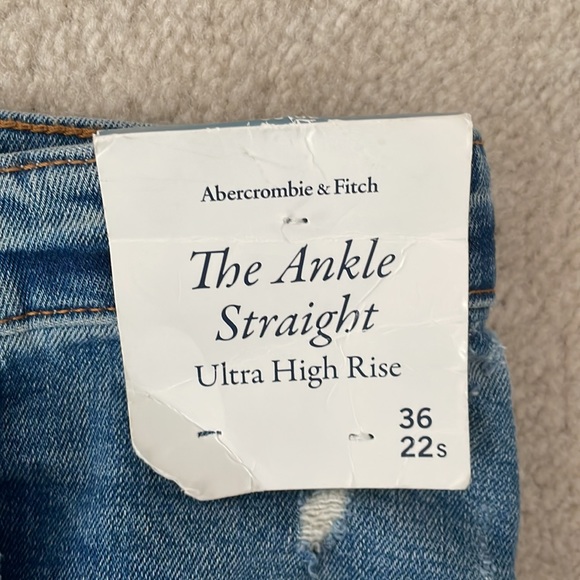 Abercrombie & Fitch
The Ankle
Straight
Ultra High Rise
36
22s